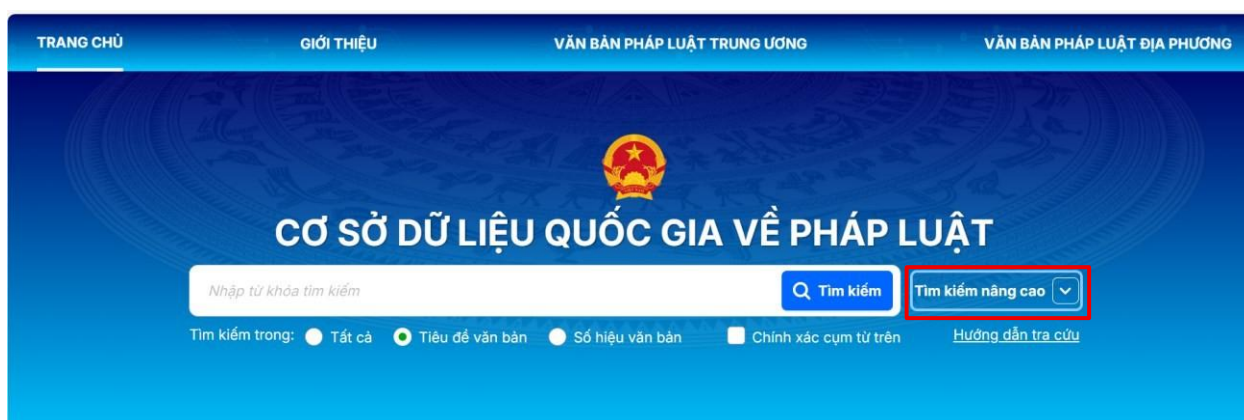 TRANG CHỦ GIỚI THIỆU VĂN BẢN PHÁP LUẬT TRUNG ƯƠNG VĂN BẢN PHÁP LUẬT ĐỊA PHƯƠNG
CƠ SỞ DỮ LIỆU QUỐC GIA VỀ PHÁP LUẬT
Nhập từ khóa tìm kiếm Tìm kiếm Tìm kiếm nâng cao
Tìm kiếm trong: Tất cả Tiêu đề văn bản Số hiệu văn bản Chính xác cụm từ trên Hướng dẫn tra cứu